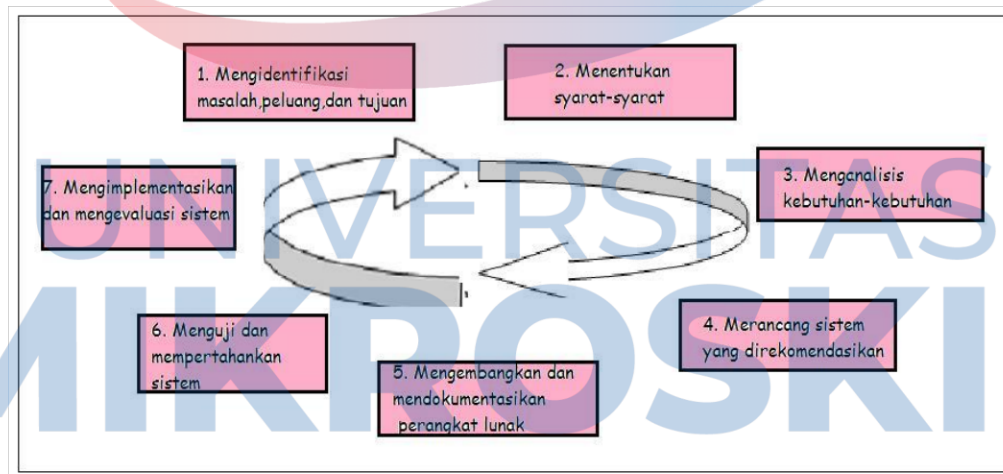 1. Mengidentifikasi
masalah,peluang,dan tujuan
2. Menentukan
syarat-syarat
3. Menganalisis
kebutuhan-kebutuhan
4. Merancang sistem
yang direkomendasikan
5. Mengembangkan dan
mendokumentasikan
perangkat lunak
6. Menguji dan
mempertahankan
sistem
7. Mengimplementasikan
dan mengevaluasi sistem
UNIVERSITAS
MIKROSKI